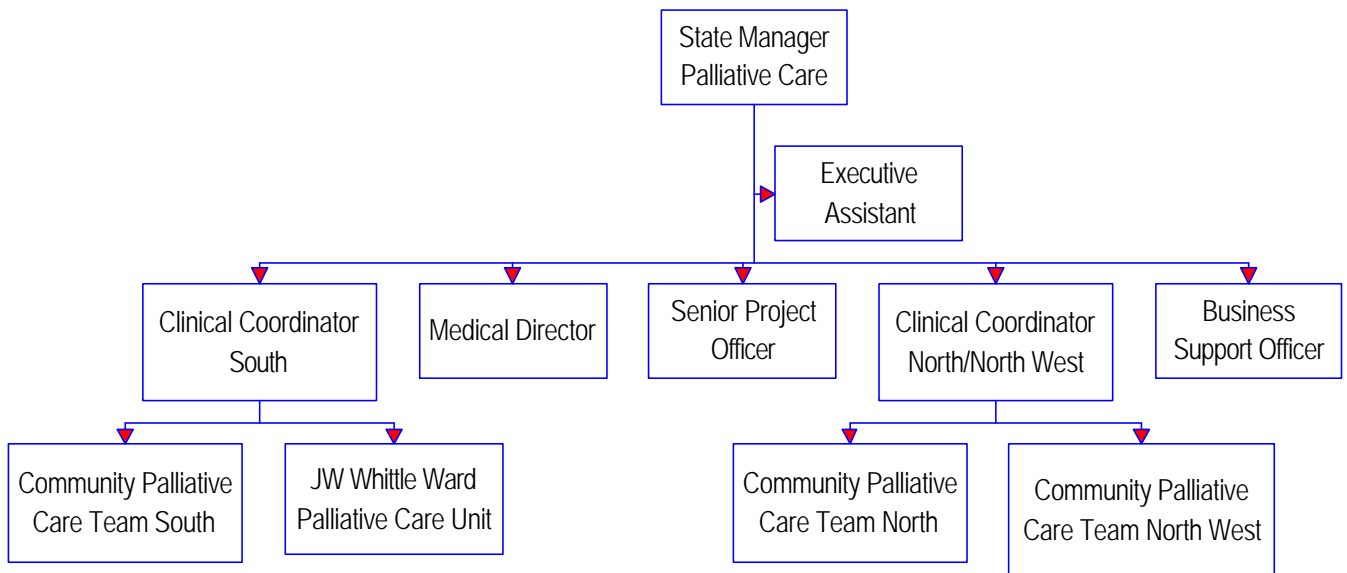 State Manager
Palliative Care
Executive
Assistant
Clinical Coordinator
South
Medical Director
Senior Project
Officer
Clinical Coordinator
North/North West
Business
Support Officer
Community Palliative
Care Team South
JW Whittle Ward
Palliative Care Unit
Community Palliative
Care Team North
Community Palliative
Care Team North West